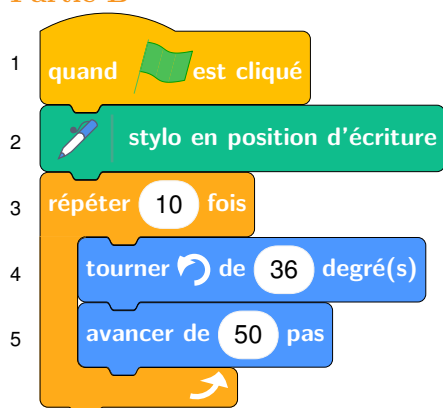 1 quand est cliqué
2 stylo en position d'écriture
3 répéter 10 fois
4 tourner de 36 degré(s)
5 avancer de 50 pas